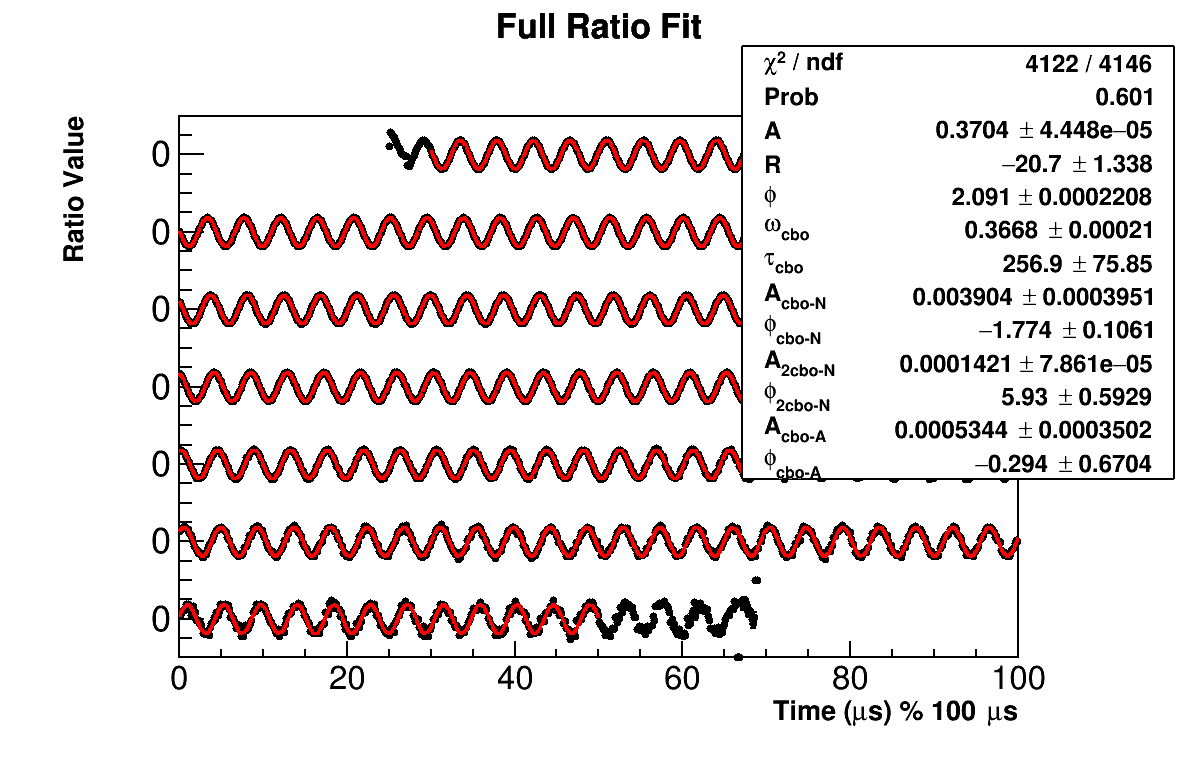 Full Ratio Fit
χ² / ndf 4122 / 4146
Prob 0.601
A 0.3704 ± 4.448e−05
R −20.7 ± 1.338
ϕ 2.091 ± 0.0002208
ω_cbo 0.3668 ± 0.00021
τ_cbo 256.9 ± 75.85
A_cbo-N 0.003904 ± 0.0003951
ϕ_cbo-N −1.774 ± 0.1061
A_2cbo-N 0.0001421 ± 7.861e−05
ϕ_2cbo-N 5.93 ± 0.5929
A_cbo-A 0.0005344 ± 0.0003502
ϕ_cbo-A −0.294 ± 0.6704
Ratio Value
0
0
0
0
0
0
0
0 20 40 60 80 100
Time (μs) % 100 μs